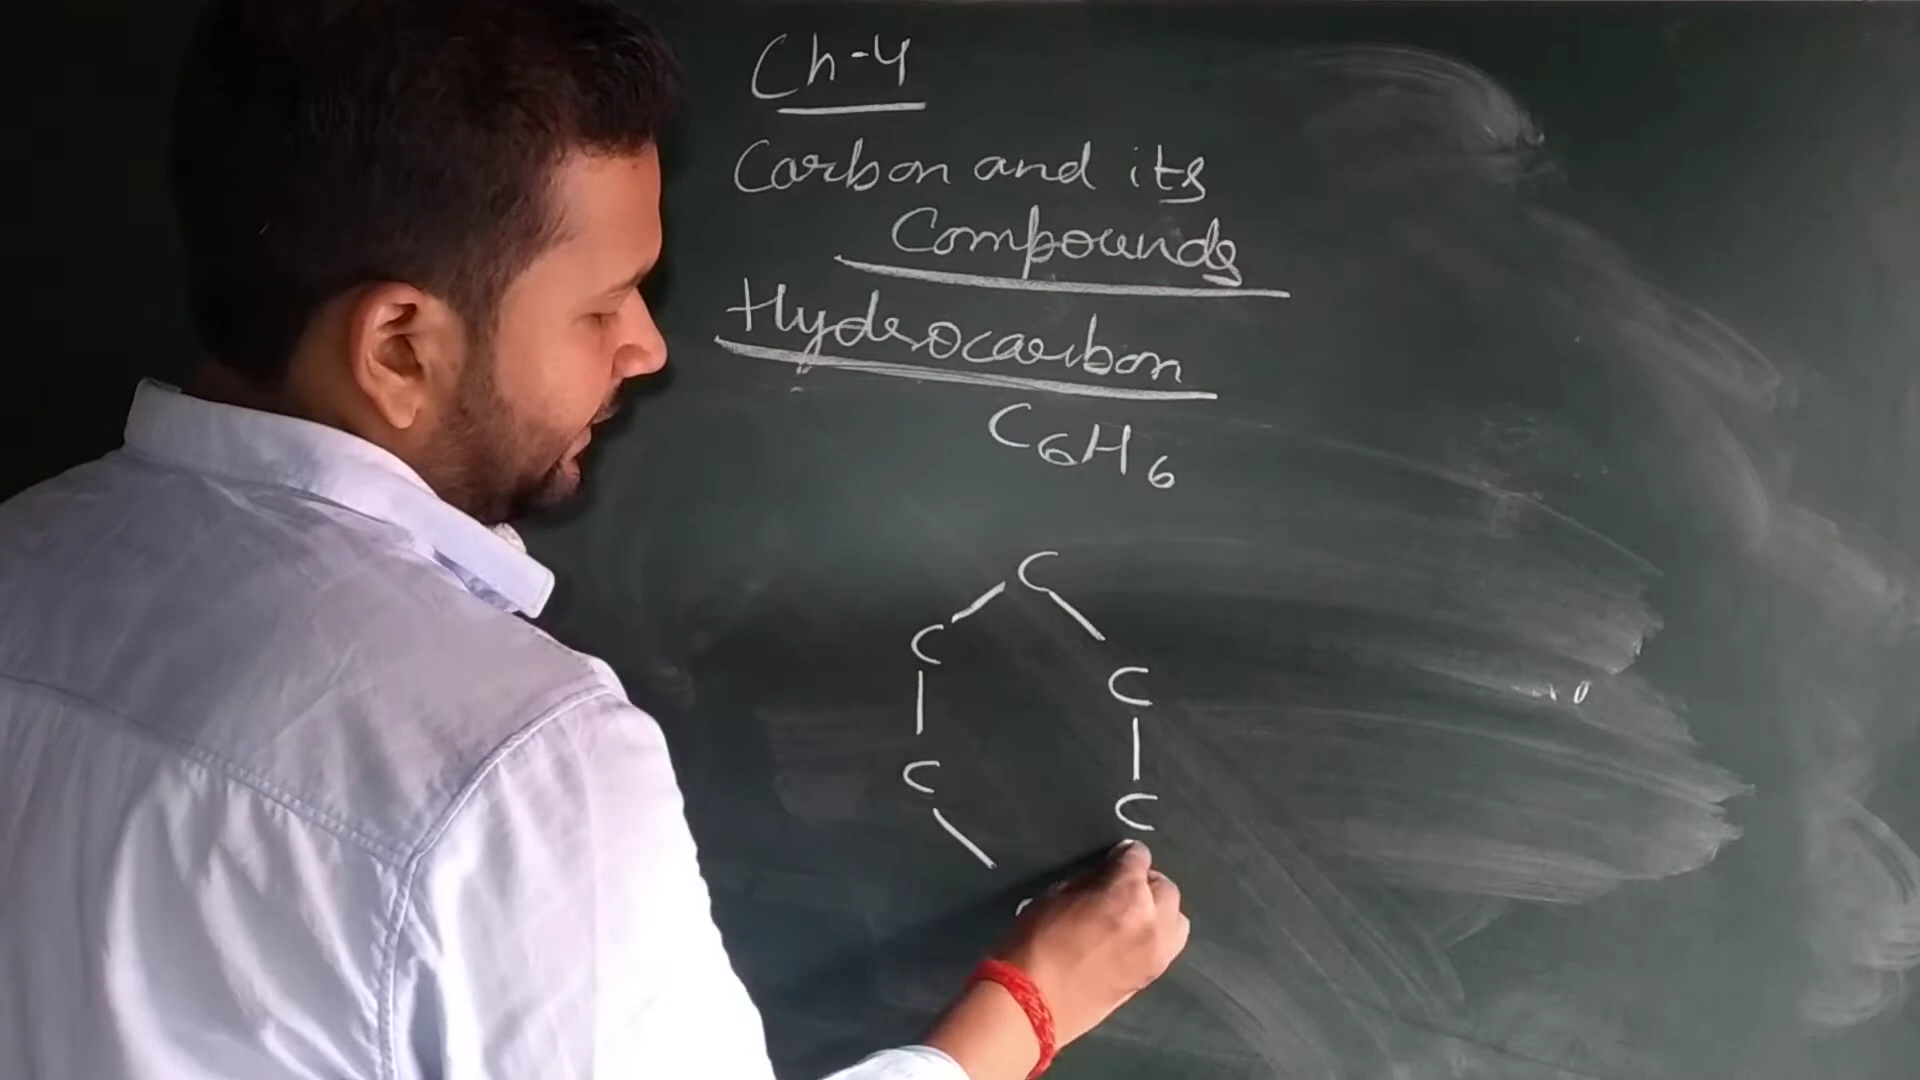 Ch-4
Carbon and its
Compounds
Hydrocarbon
C6H6
C
C
C
C
C